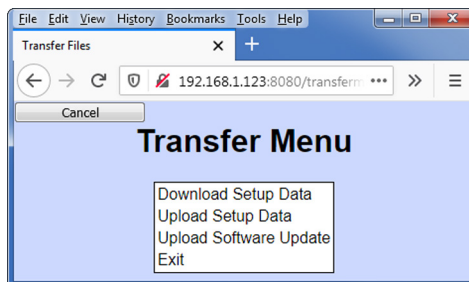 File Edit View History Bookmarks Tools Help
Transfer Files
192.168.1.123:8080/transferm
Cancel
Transfer Menu
Download Setup Data
Upload Setup Data
Upload Software Update
Exit